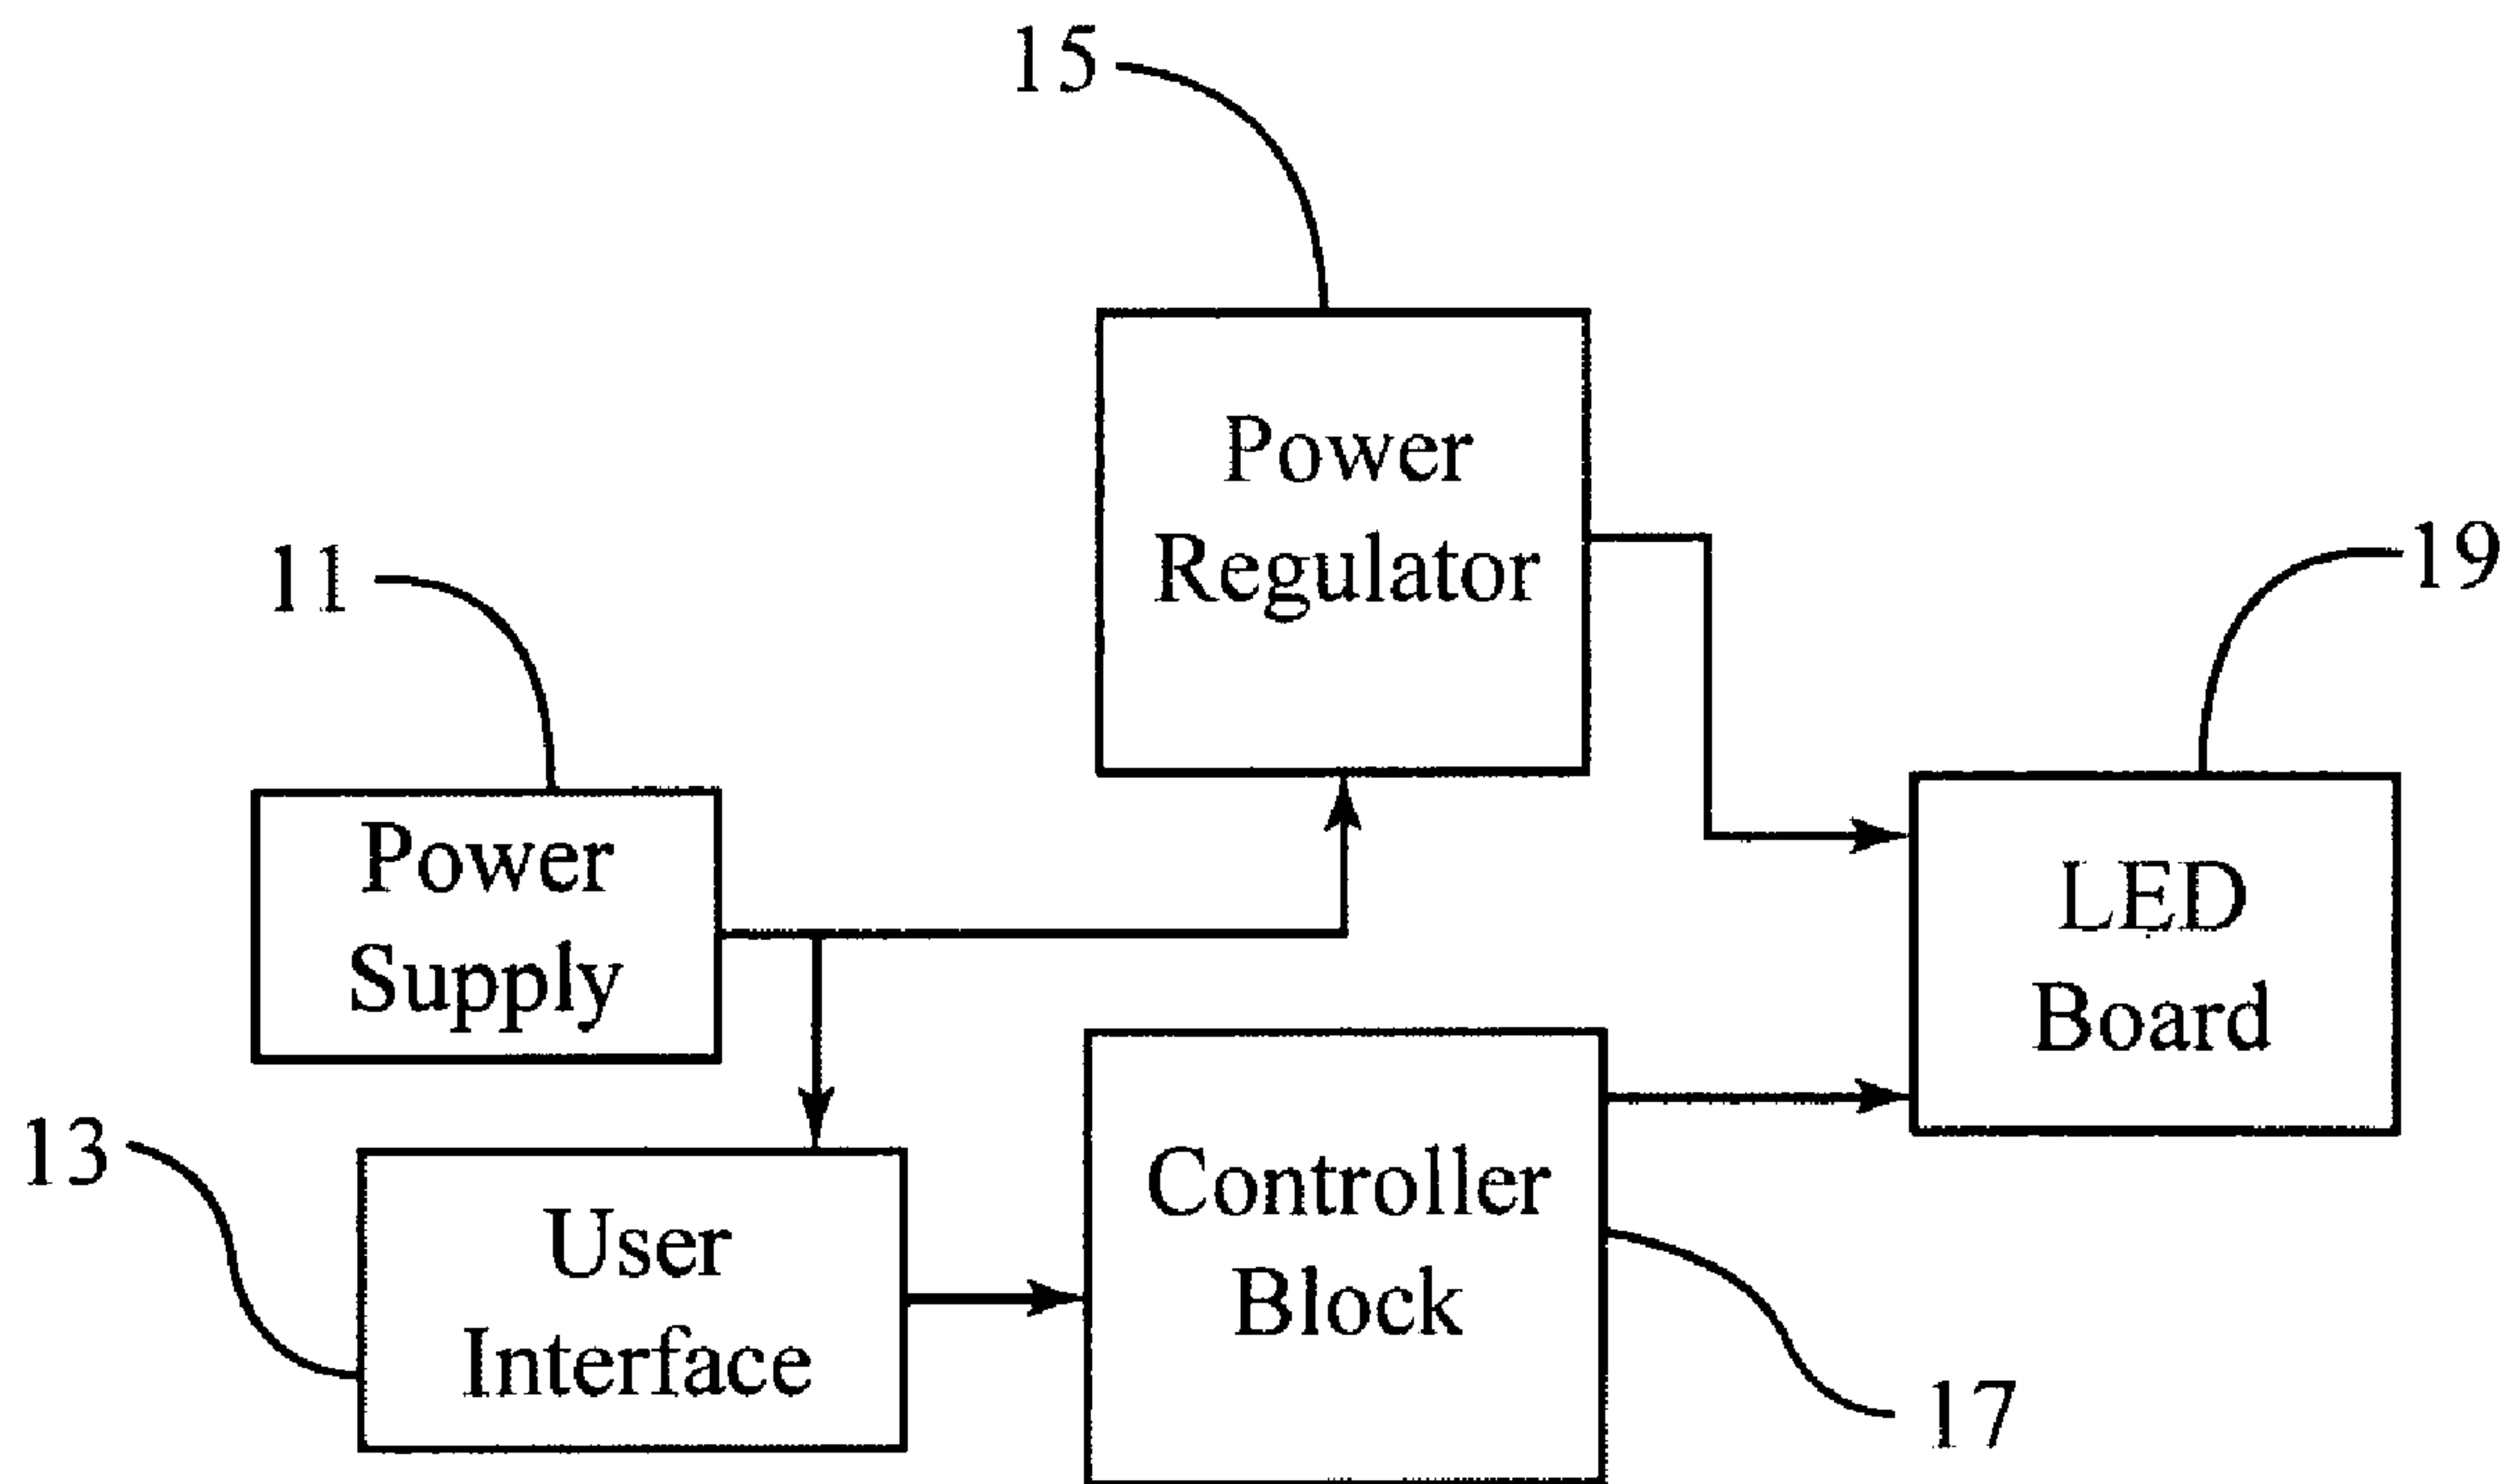 15
Power
Regulator
11
19
Power
Supply
LED
Board
13
User
Interface
Controller
Block
17